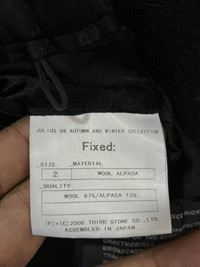 JULIUS 06 AUTUMN AND WINTER COLLECTION
Fixed:
SIZE MATERIAL
2 WOOL ALPACA
QUALITY
WOOL 87%/ALPACA 13%
(P)+(C)2006 THIRD STONE CO.,LTD.
ASSEMBLED IN JAPAN.